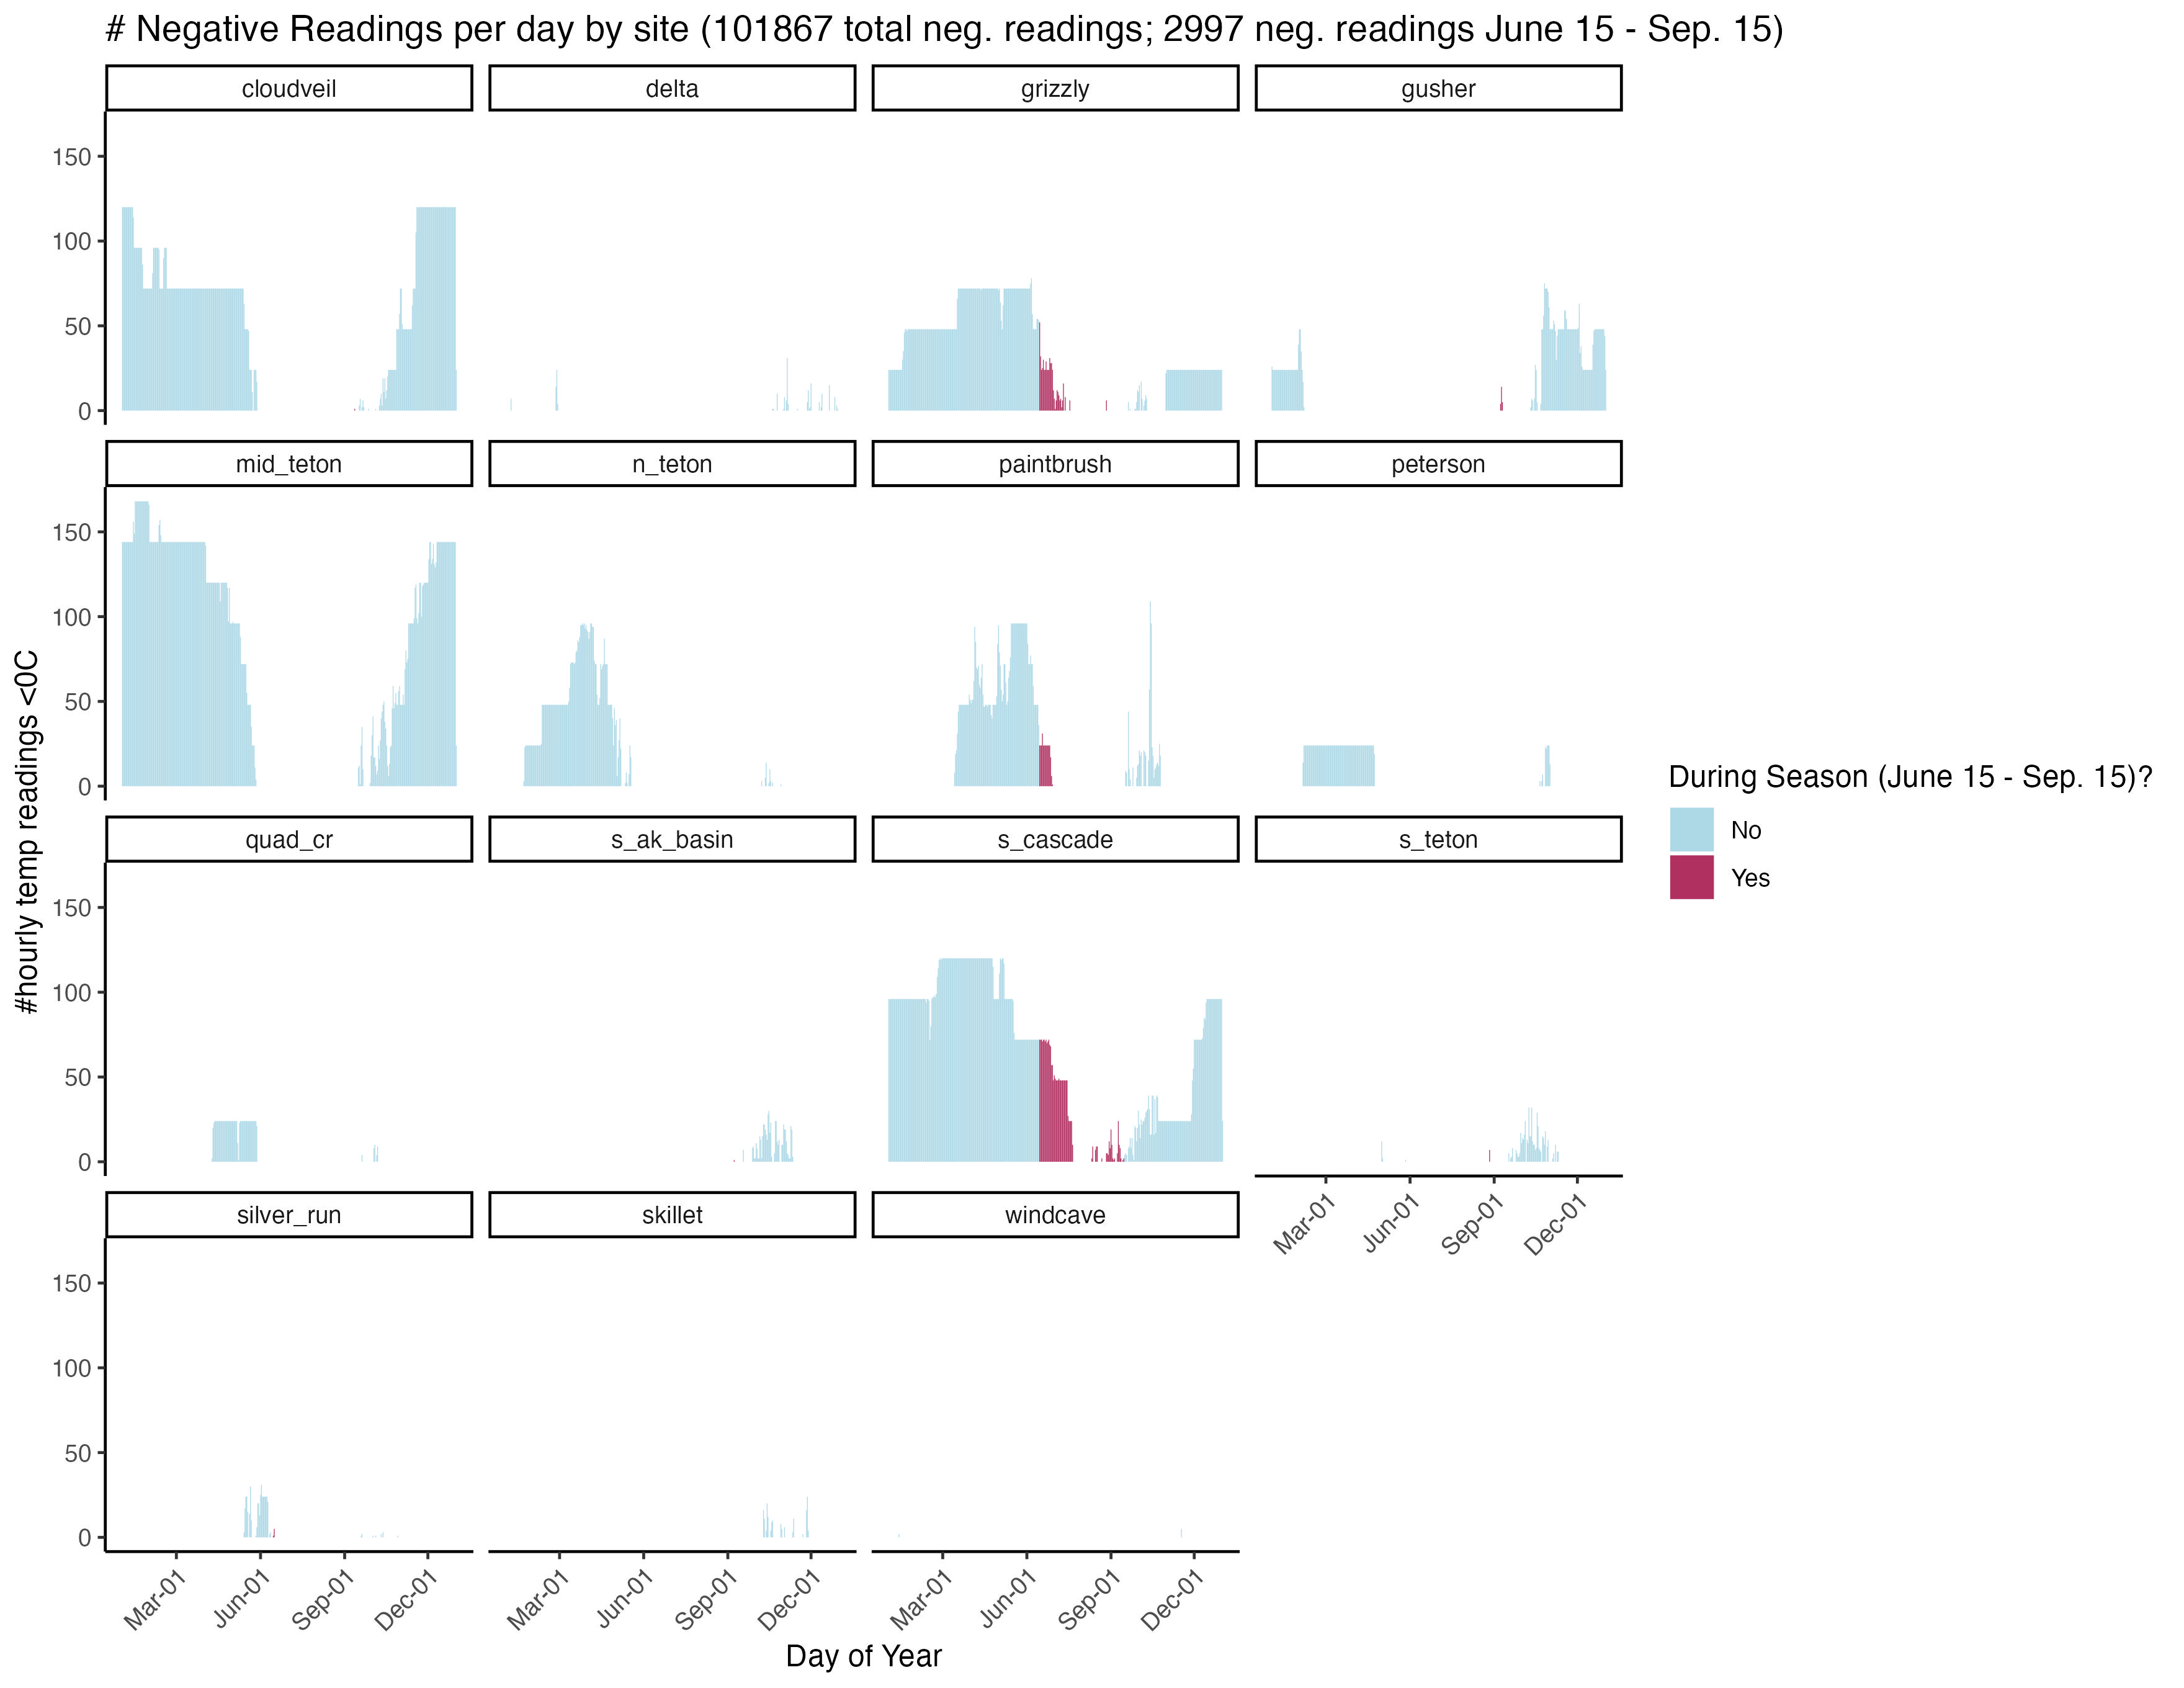 # Negative Readings per day by site (101867 total neg. readings; 2997 neg. readings June 15 - Sep. 15)
cloudveil
delta
grizzly
gusher
150
100
50
0
mid_teton
n_teton
paintbrush
peterson
150
100
50
0
quad_cr
s_ak_basin
s_cascade
s_teton
150
100
50
0
Mar-01
Jun-01
Sep-01
Dec-01
silver_run
skillet
windcave
150
100
50
0
Mar-01
Jun-01
Sep-01
Dec-01
Mar-01
Jun-01
Sep-01
Dec-01
Mar-01
Jun-01
Sep-01
Dec-01
Day of Year
#hourly temp readings <0C
During Season (June 15 - Sep. 15)?
No
Yes